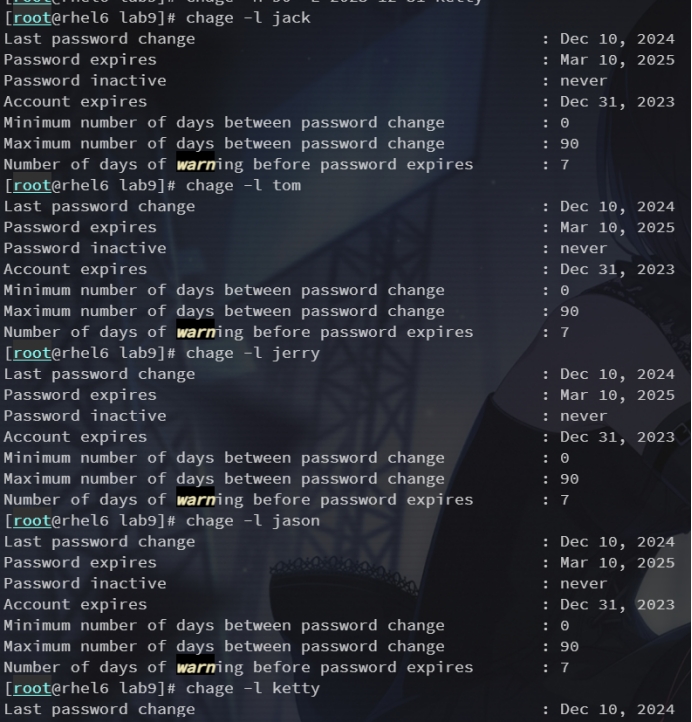 [root@rhel6 lab9]# chage -l jack
Last password change : Dec 10, 2024
Password expires : Mar 10, 2025
Password inactive : never
Account expires : Dec 31, 2023
Minimum number of days between password change : 0
Maximum number of days between password change : 90
Number of days of warning before password expires : 7
[root@rhel6 lab9]# chage -l tom
Last password change : Dec 10, 2024
Password expires : Mar 10, 2025
Password inactive : never
Account expires : Dec 31, 2023
Minimum number of days between password change : 0
Maximum number of days between password change : 90
Number of days of warning before password expires : 7
[root@rhel6 lab9]# chage -l jerry
Last password change : Dec 10, 2024
Password expires : Mar 10, 2025
Password inactive : never
Account expires : Dec 31, 2023
Minimum number of days between password change : 0
Maximum number of days between password change : 90
Number of days of warning before password expires : 7
[root@rhel6 lab9]# chage -l jason
Last password change : Dec 10, 2024
Password expires : Mar 10, 2025
Password inactive : never
Account expires : Dec 31, 2023
Minimum number of days between password change : 0
Maximum number of days between password change : 90
Number of days of warning before password expires : 7
[root@rhel6 lab9]# chage -l ketty
Last password change : Dec 10, 2024